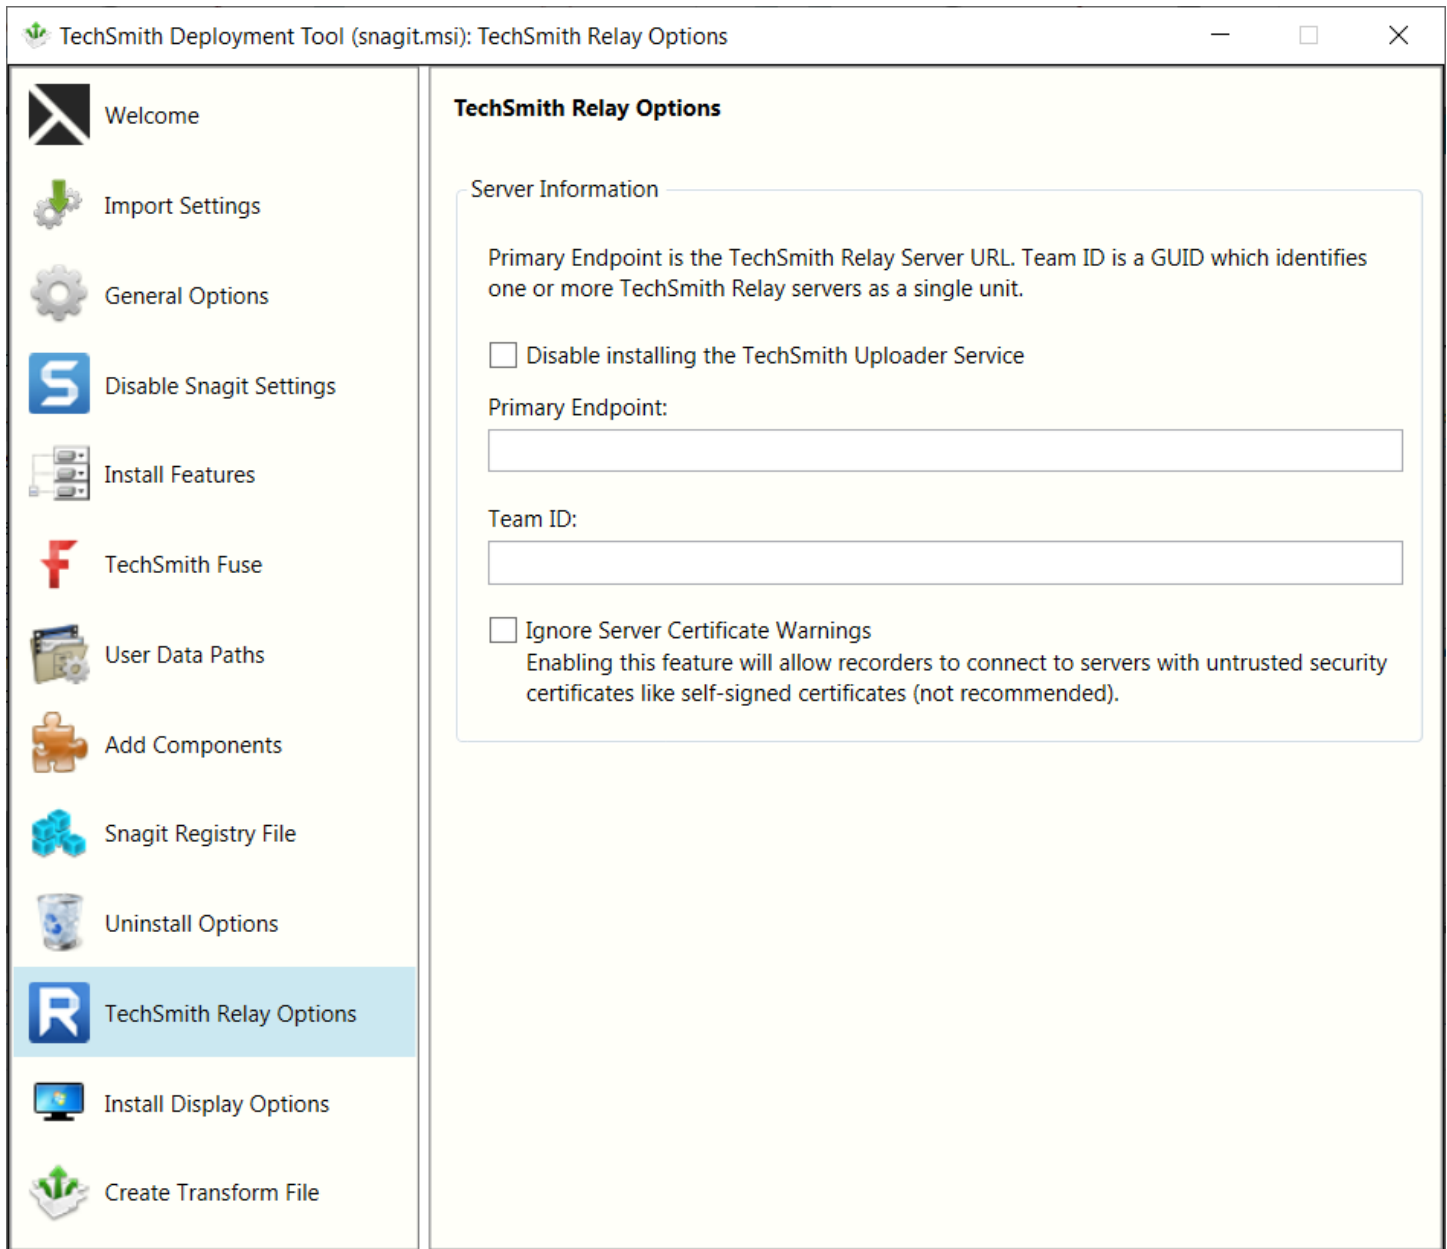 TechSmith Deployment Tool (snagit.msi): TechSmith Relay Options
Welcome
Import Settings
General Options
Disable Snagit Settings
Install Features
TechSmith Fuse
User Data Paths
Add Components
Snagit Registry File
Uninstall Options
TechSmith Relay Options
Install Display Options
Create Transform File
TechSmith Relay Options
Server Information
Primary Endpoint is the TechSmith Relay Server URL. Team ID is a GUID which identifies
one or more TechSmith Relay servers as a single unit.
Disable installing the TechSmith Uploader Service
Primary Endpoint:
Team ID:
Ignore Server Certificate Warnings
Enabling this feature will allow recorders to connect to servers with untrusted security
certificates like self-signed certificates (not recommended).